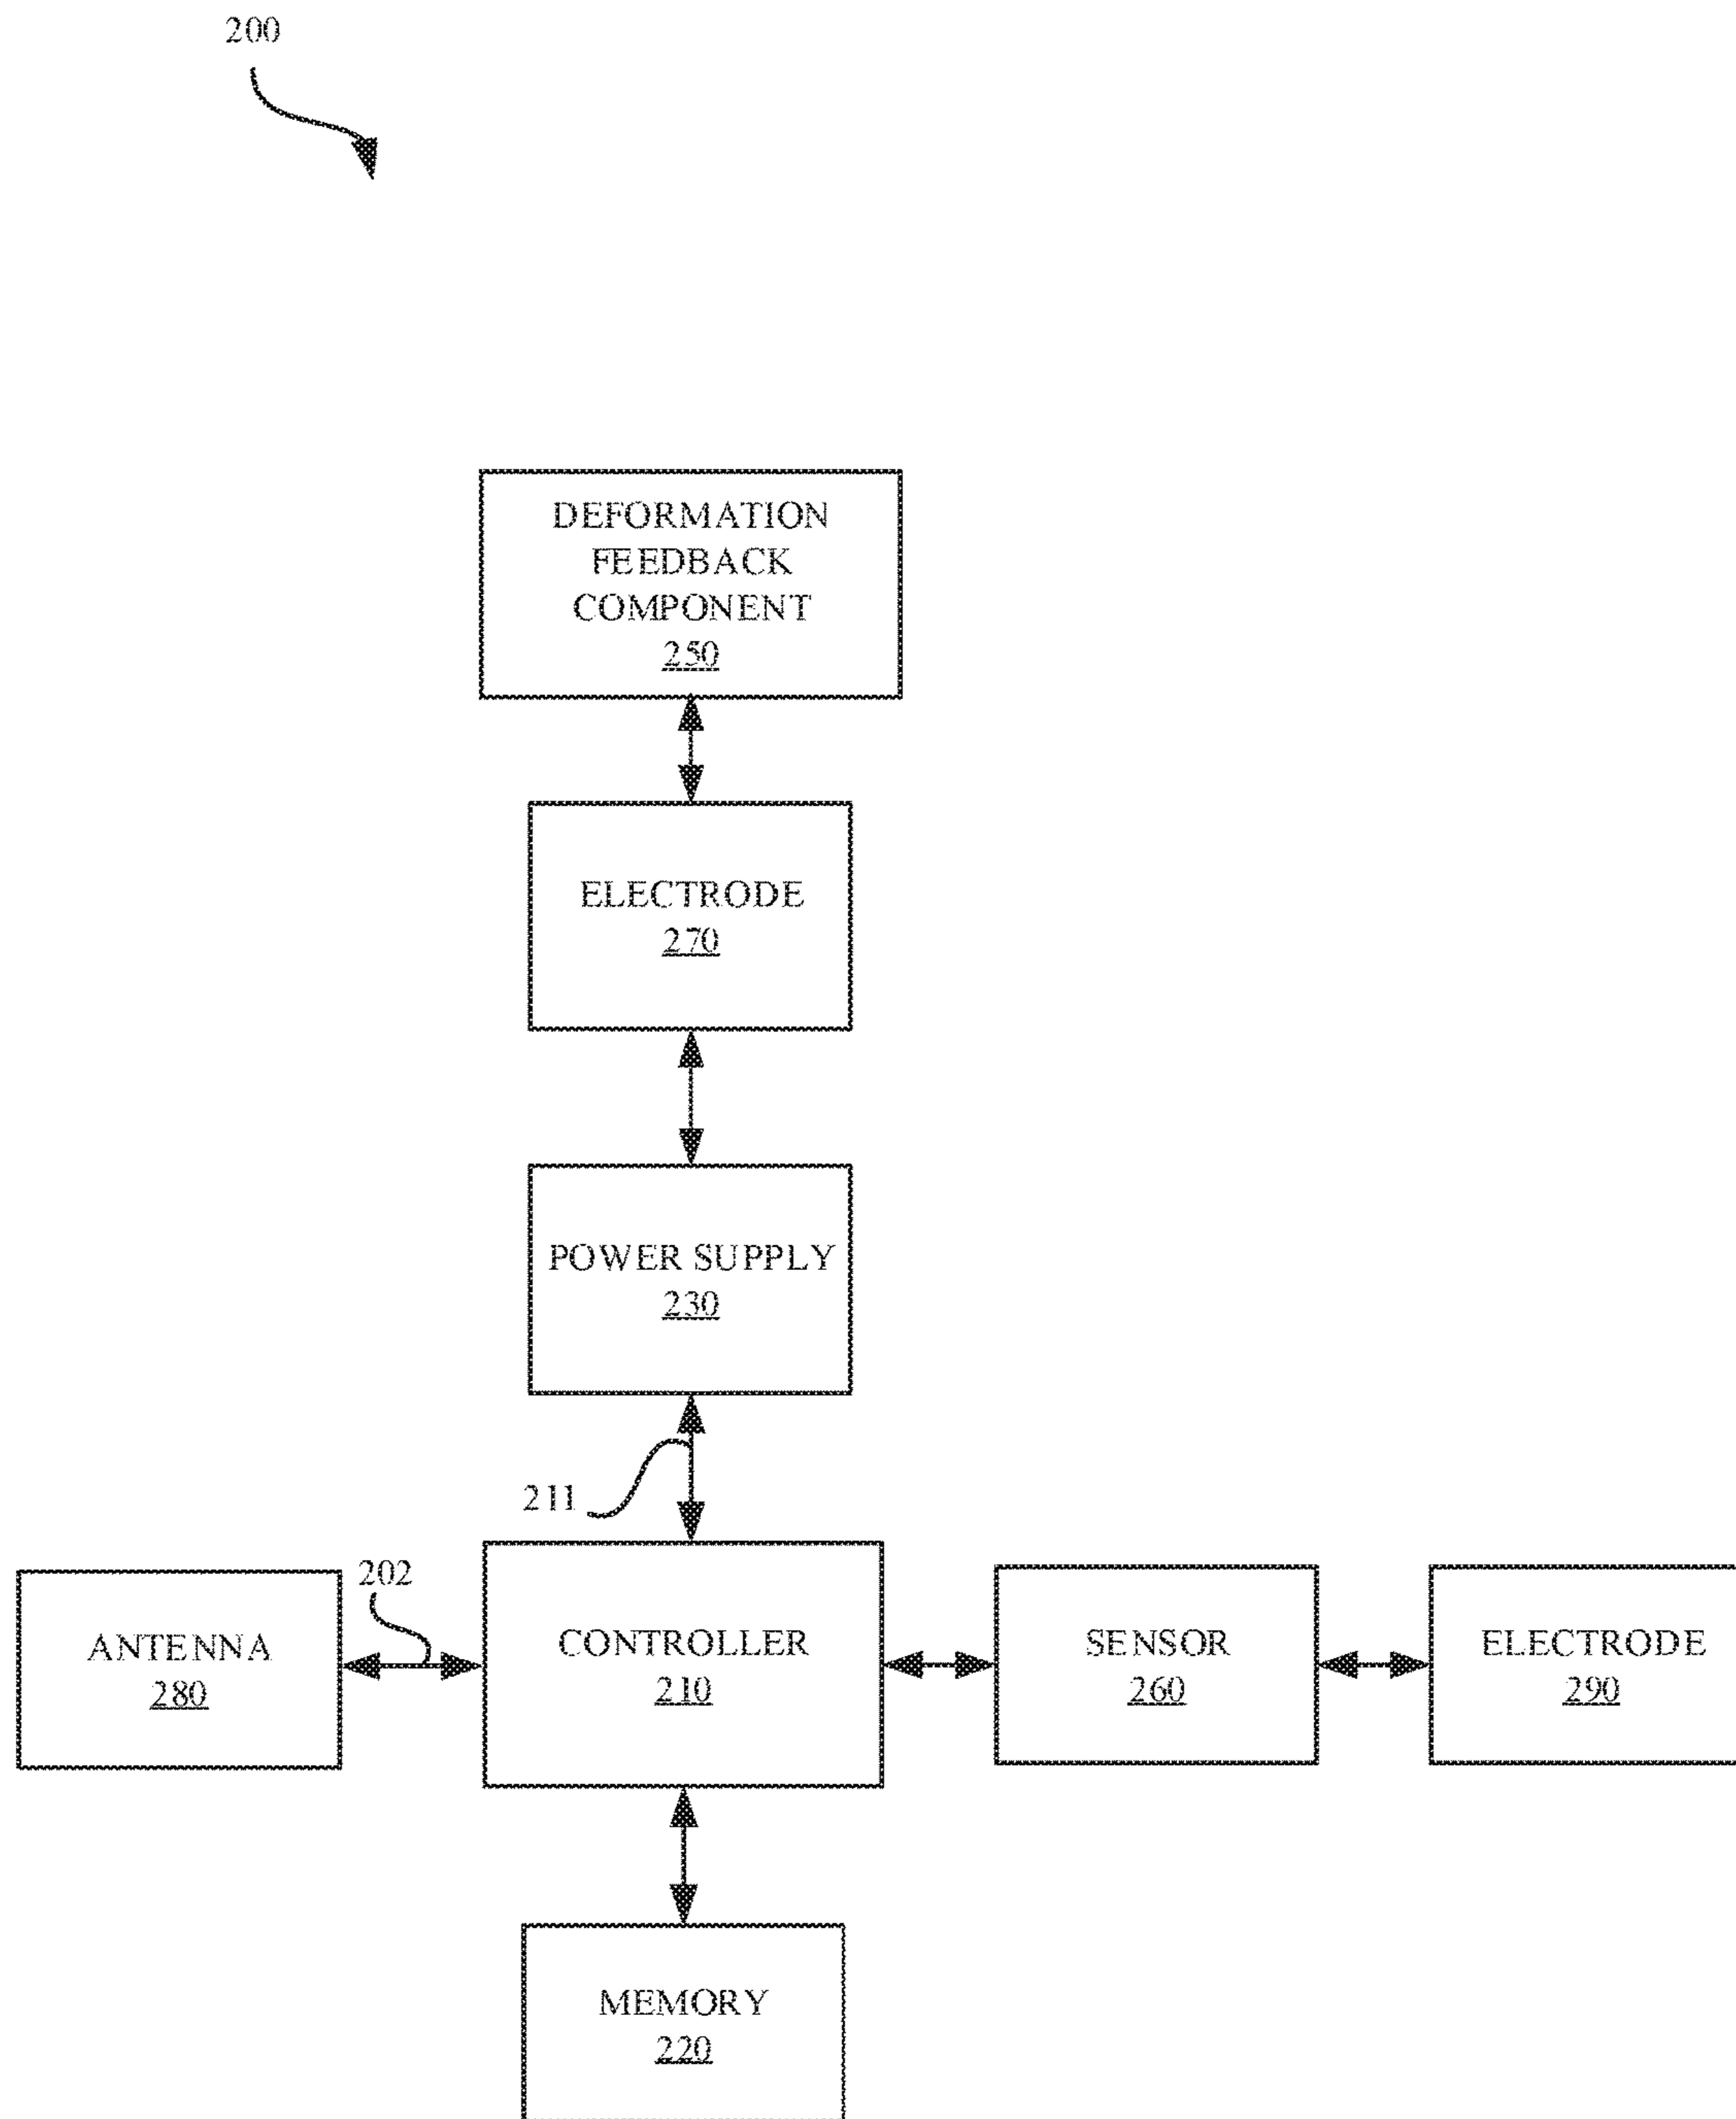 200
DEFORMATION
FEEDBACK
COMPONENT
250
ELECTRODE
270
POWER SUPPLY
230
211
202
ANTENNA
280
CONTROLLER
210
SENSOR
260
ELECTRODE
290
MEMORY
220